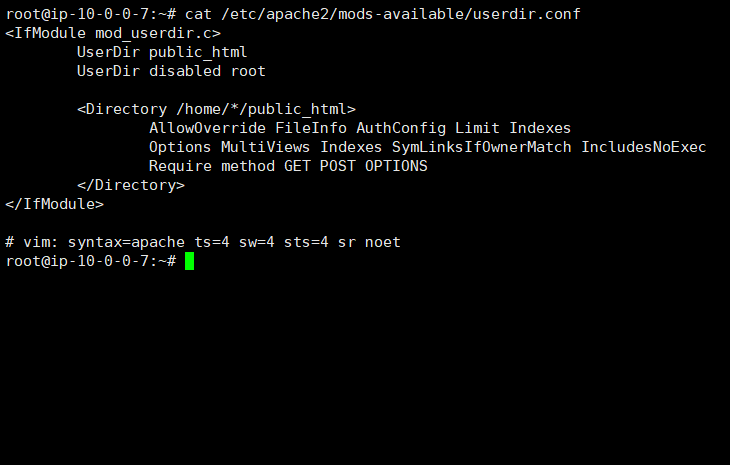 root@ip-10-0-0-7:~# cat /etc/apache2/mods-available/userdir.conf
<IfModule mod_userdir.c>
        UserDir public_html
        UserDir disabled root

        <Directory /home/*/public_html>
                AllowOverride FileInfo AuthConfig Limit Indexes
                Options MultiViews Indexes SymLinksIfOwnerMatch IncludesNoExec
                Require method GET POST OPTIONS
        </Directory>
</IfModule>

# vim: syntax=apache ts=4 sw=4 sts=4 sr noet
root@ip-10-0-0-7:~#